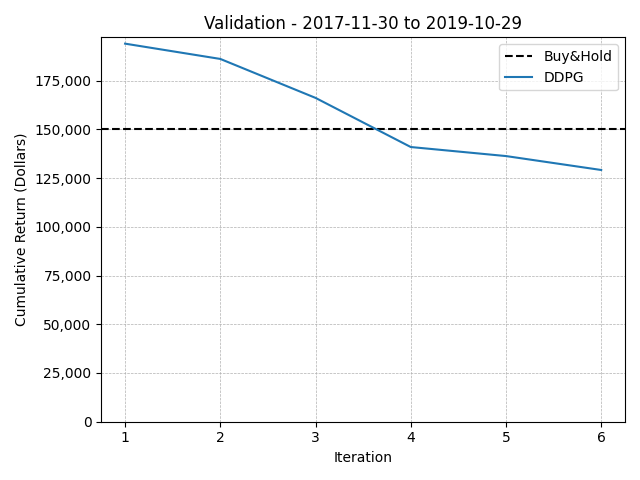 Validation - 2017-11-30 to 2019-10-29
Buy&Hold
DDPG
Cumulative Return (Dollars)
175,000
150,000
125,000
100,000
75,000
50,000
25,000
0
1 2 3 4 5 6
Iteration